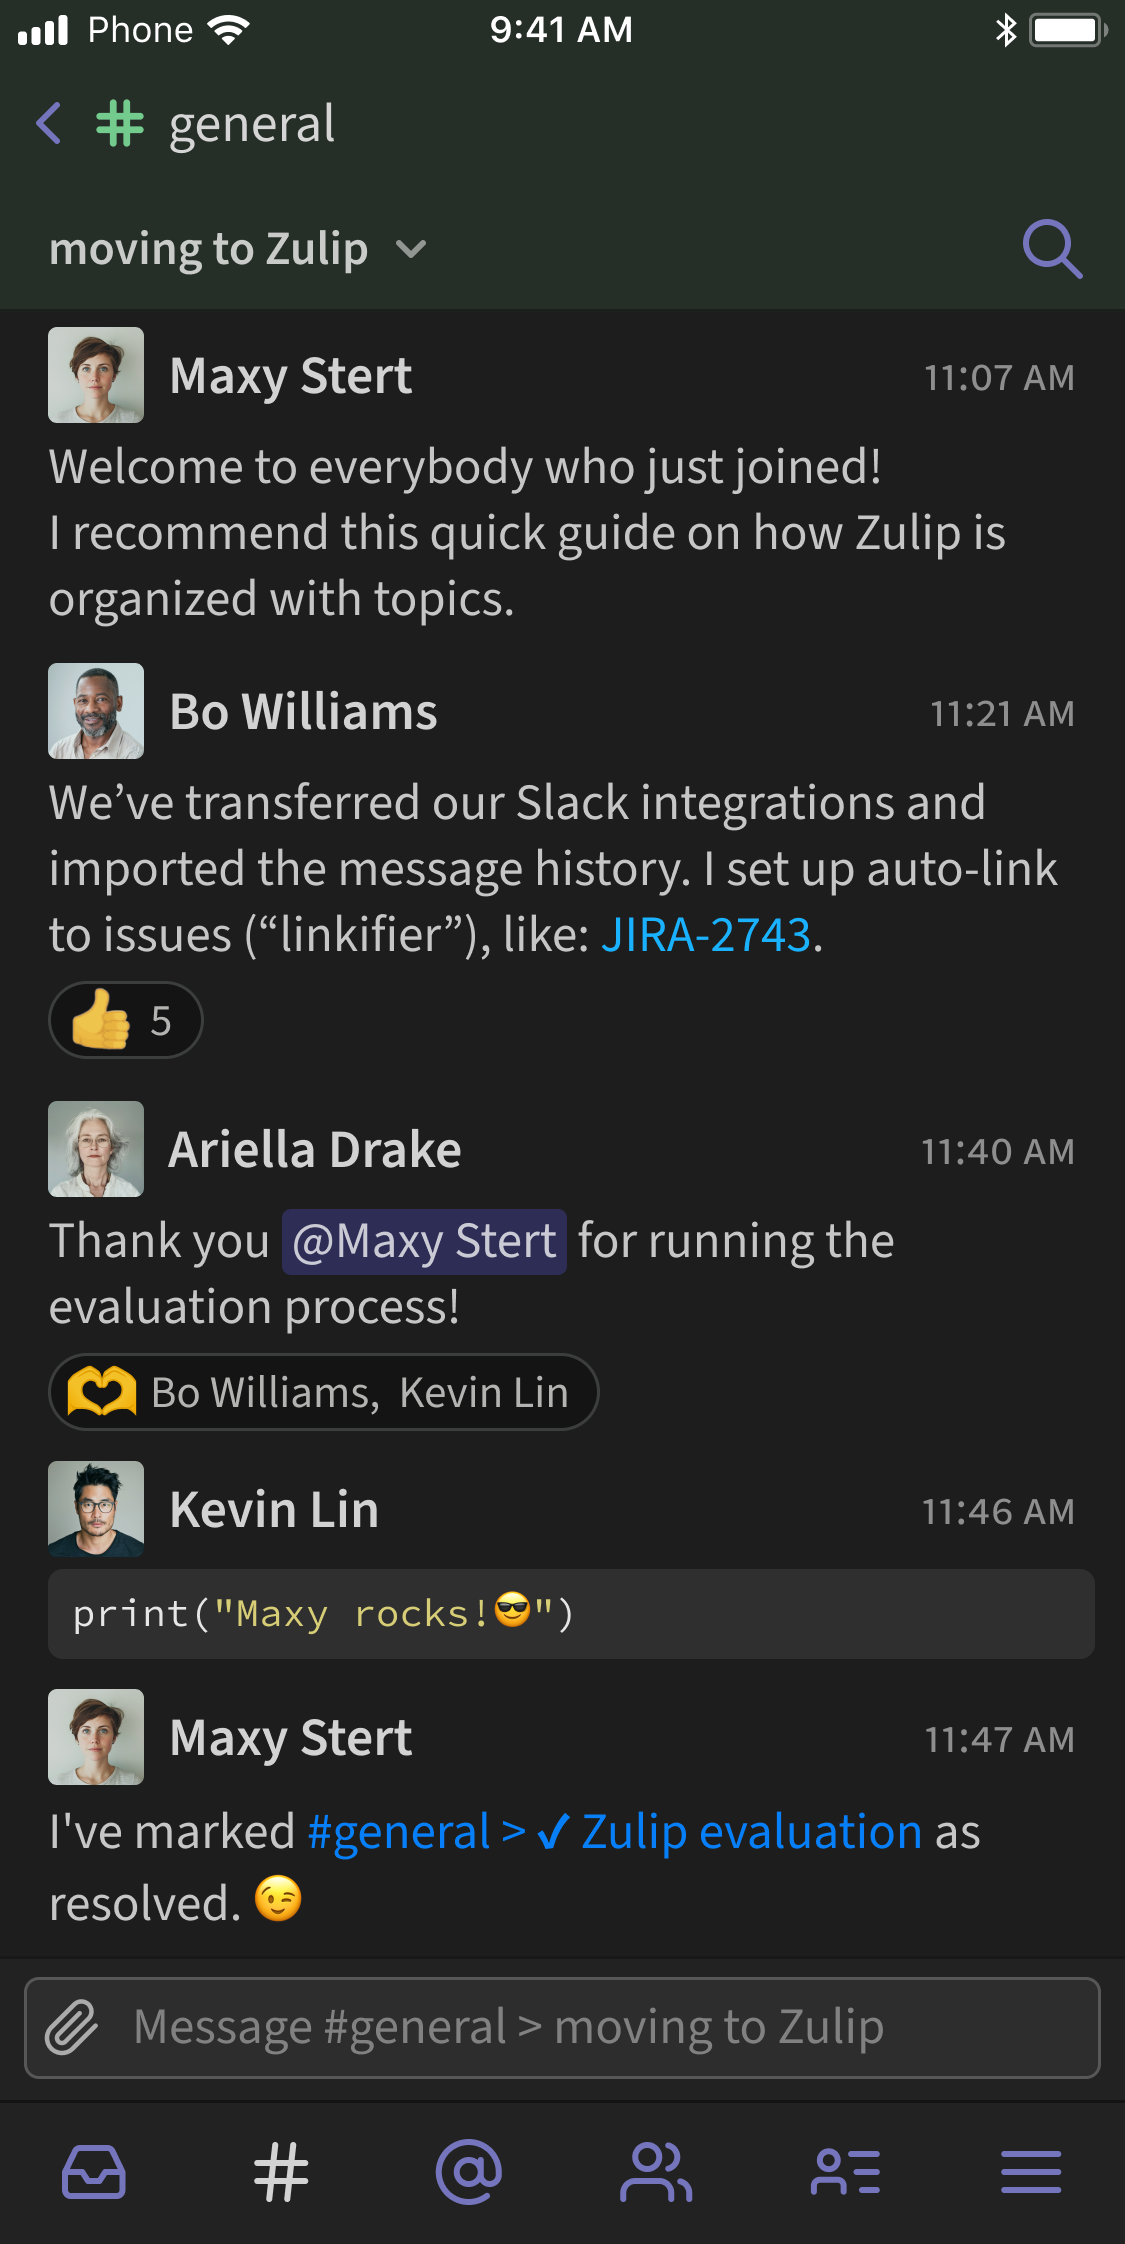 Phone 9:41 AM
# general
moving to Zulip
Maxy Stert 11:07 AM
Welcome to everybody who just joined!
I recommend this quick guide on how Zulip is
organized with topics.
Bo Williams 11:21 AM
We’ve transferred our Slack integrations and
imported the message history. I set up auto-link
to issues (“linkifier”), like: JIRA-2743.
👍 5
Ariella Drake 11:40 AM
Thank you @Maxy Stert for running the
evaluation process!
🫶 Bo Williams, Kevin Lin
Kevin Lin 11:46 AM
print("Maxy rocks!😎")
Maxy Stert 11:47 AM
I've marked #general > ✓ Zulip evaluation as
resolved. 😉
Message #general > moving to Zulip